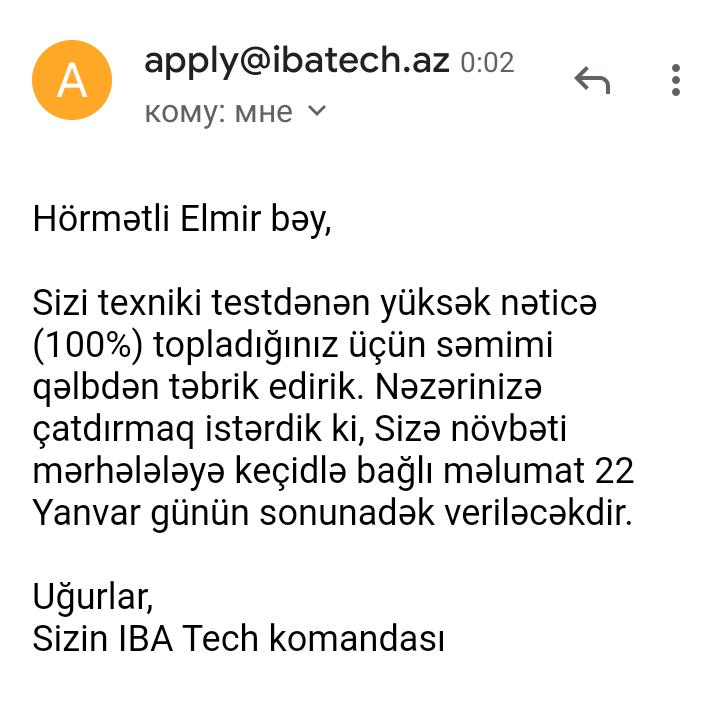 A
apply@ibatech.az 0:02
кому: мне
Hörmətli Elmir bəy,
Sizi texniki testdənən yüksək nəticə
(100%) topladığınız üçün səmimi
qəlbdən təbrik edirik. Nəzərinizə
çatdırmaq istərdik ki, Sizə növbəti
mərhələləyə keçidlə bağlı məlumat 22
Yanvar günün sonunadək veriləcəkdir.
Uğurlar,
Sizin IBA Tech komandası